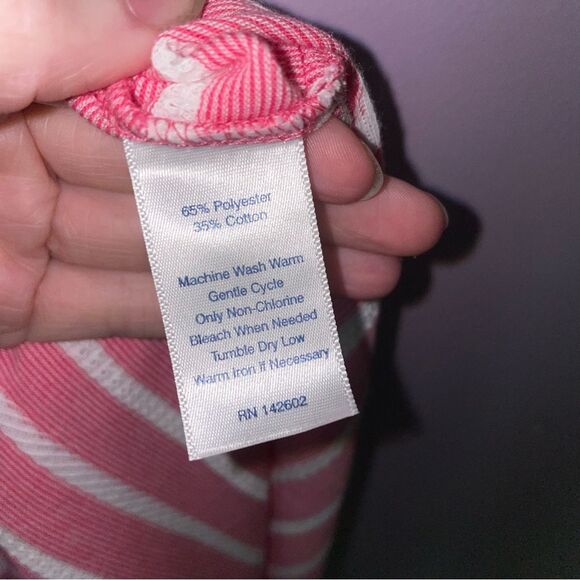 65% Polyester
35% Cotton
Machine Wash Warm
Gentle Cycle
Only Non-Chlorine
Bleach When Needed
Tumble Dry Low
Warm Iron if Necessary
RN 142602